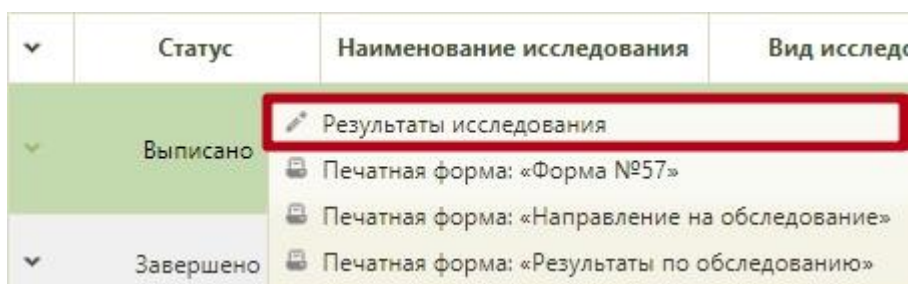 Статус Наименование исследования Вид исследо
Результаты исследования
Выписано
Печатная форма: «Форма №57»
Печатная форма: «Направление на обследование»
Завершено
Печатная форма: «Результаты по обследованию»